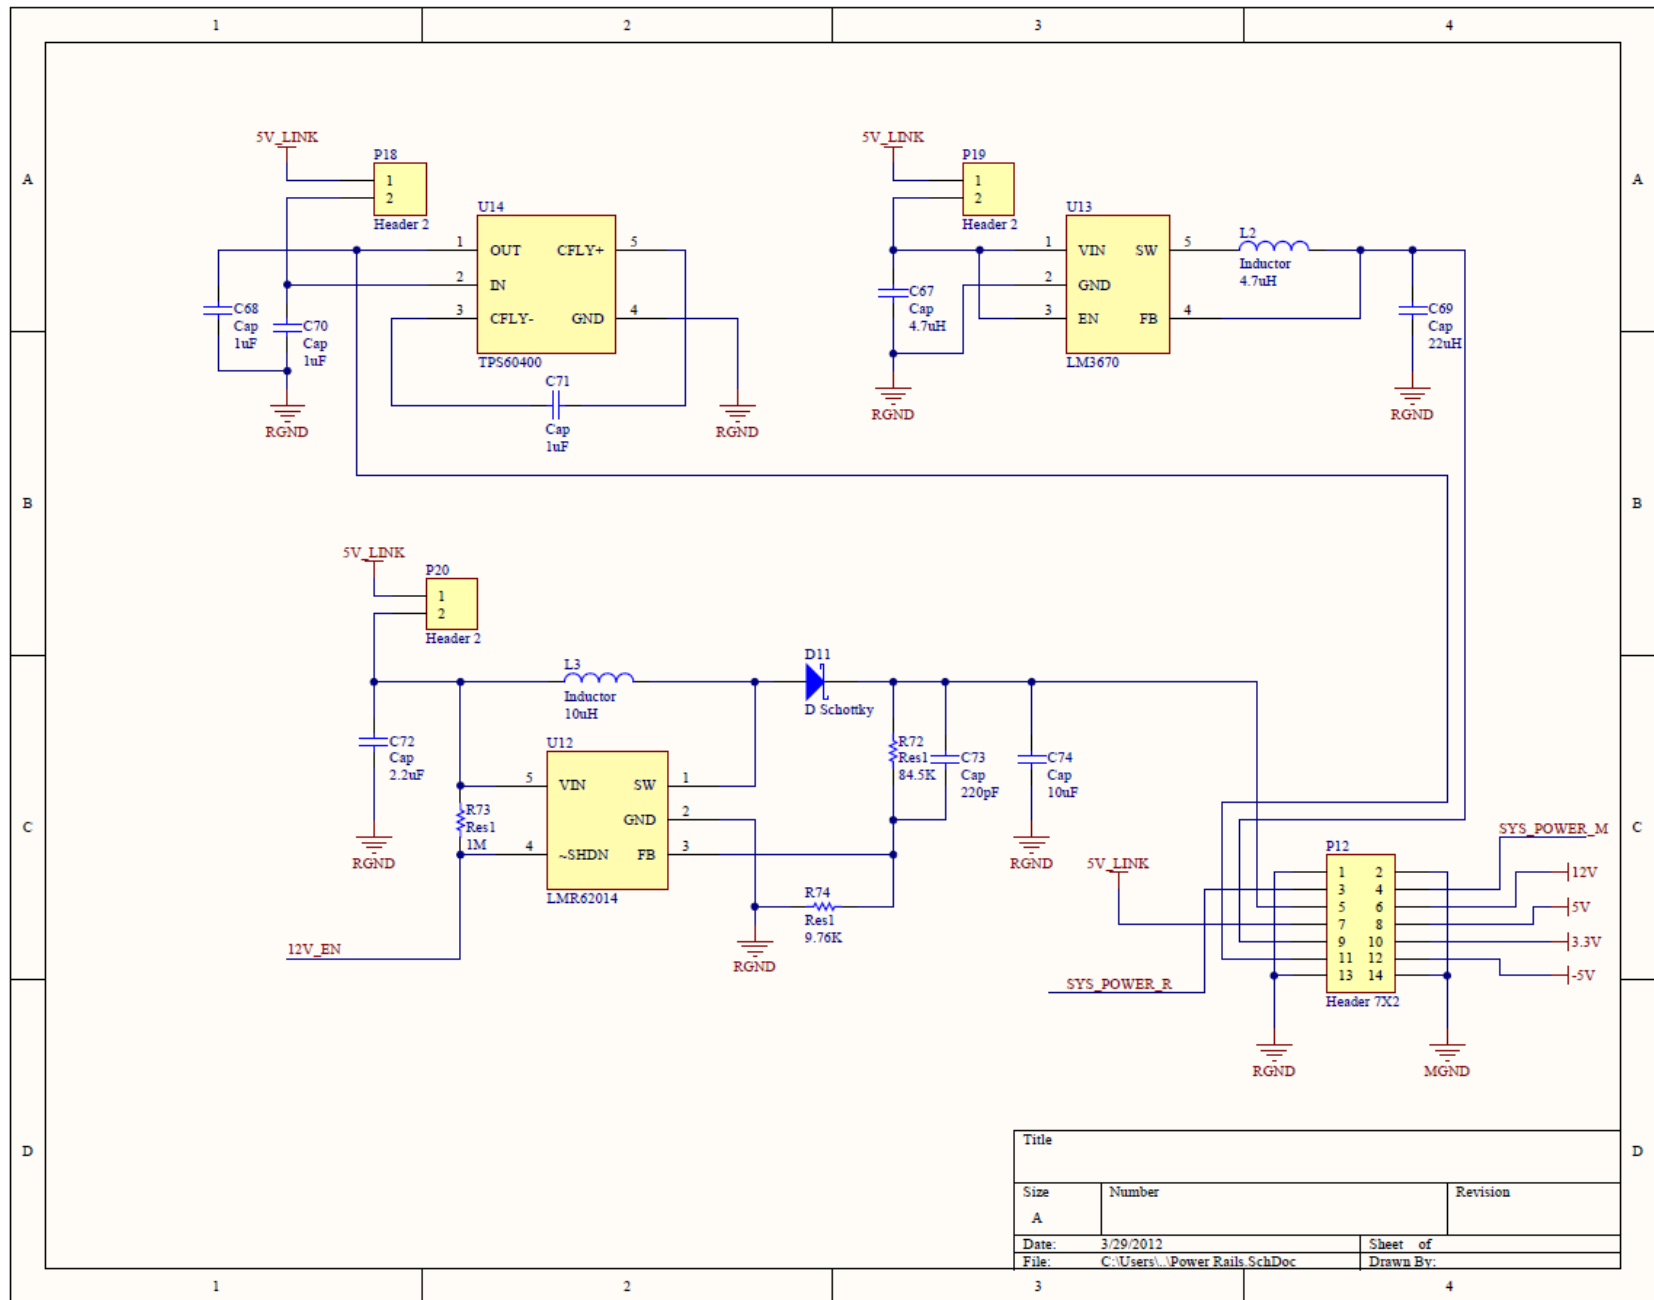 1 2 3 4
A A
5V_LINK
P18
1
2
Header 2
U14
1 OUT CFLY+ 5
2 IN
3 CFLY- GND 4
TPS60400
C68
Cap
1uF
C70
Cap
1uF
C71
Cap
1uF
RGND
RGND
5V_LINK
P19
1
2
Header 2
U13
1 VIN SW 5
2 GND
3 EN FB 4
LM3670
L2
Inductor
4.7uH
C67
Cap
4.7uH
C69
Cap
22uH
RGND
RGND
B B
5V_LINK
P20
1
2
Header 2
L3
Inductor
10uH
D11
D Schottky
U12
5 VIN SW 1
GND 2
4 ~SHDN FB 3
LMR62014
C72
Cap
2.2uF
R73
Res1
1M
R72
Res1
84.5K
C73
Cap
220pF
C74
Cap
10uF
R74
Res1
9.76K
RGND
RGND
RGND
12V_EN
C C
5V_LINK
SYS_POWER_R
SYS_POWER_M
P12
1 2
3 4
5 6
7 8
9 10
11 12
13 14
Header 7X2
12V
5V
3.3V
-5V
RGND
MGND
D D
Title
Size Number Revision
A
Date: 3/29/2012 Sheet of
File: C:\Users\..\Power Rails.SchDoc Drawn By:
1 2 3 4